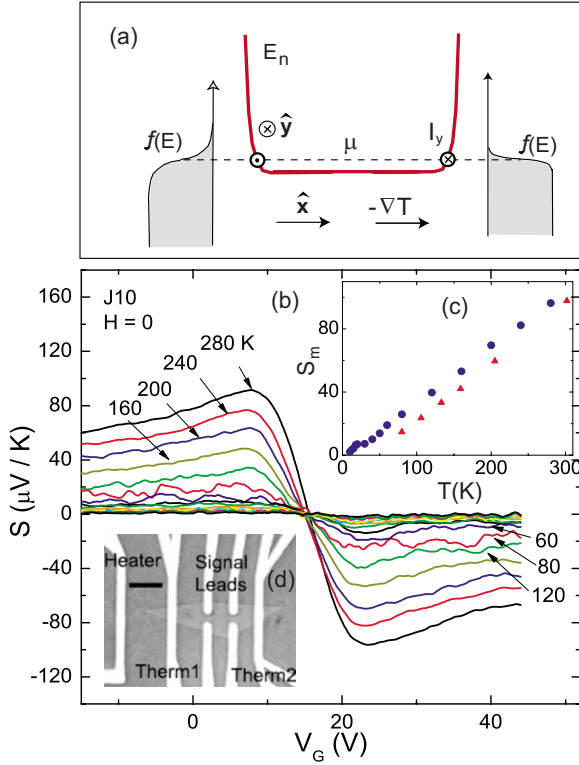 (a)
E_n
ŷ
f(E)
μ
I_y
f(E)
x̂
-∇T
160
120
80
40
0
-40
-80
-120
S (μV / K)
J10
H = 0
(b)
280 K
240
200
160
60
80
120
(c)
S_m
80
40
0
0
100
200
300
T(K)
Heater
Signal
Leads
(d)
Therm1
Therm2
0
20
40
V_G (V)